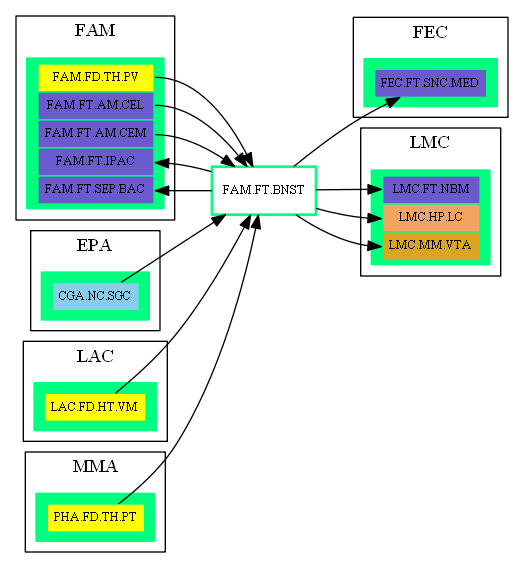 FAM
FAM.FD.TH.PV
FAM.FT.AM.CEL
FAM.FT.AM.CEM
FAM.FT.IPAC
FAM.FT.SEP.BAC
EPA
CGA.NC.SGC
LAC
LAC.FD.HT.VM
MMA
PHA.FD.TH.PT
FAM.FT.BNST
FEC
FEC.FT.SNC.MED
LMC
LMC.FT.NBM
LMC.HP.LC
LMC.MM.VTA